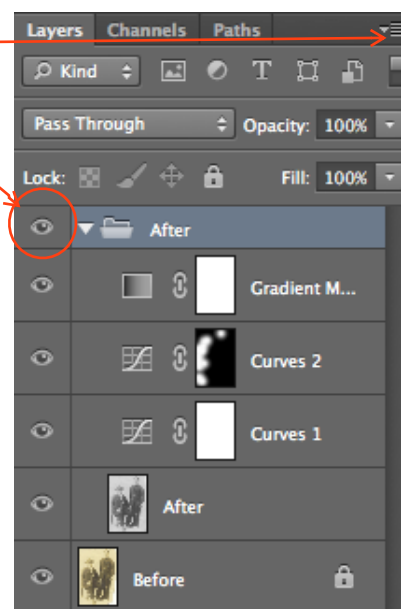 Layers Channels Paths
Kind T
Pass Through Opacity: 100%
Lock: Fill: 100%
After
Gradient M...
Curves 2
Curves 1
After
Before